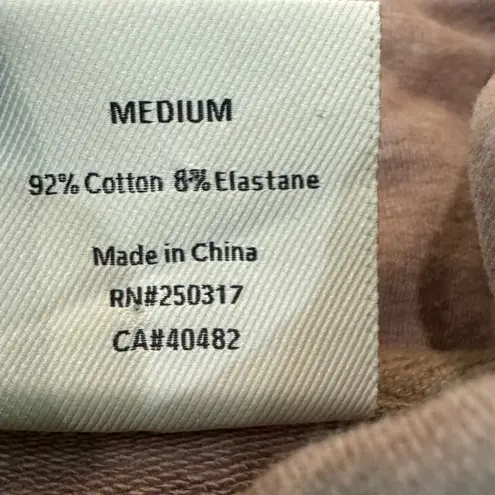 MEDIUM
92% Cotton 8% Elastane
Made in China
RN#250317
CA#40482